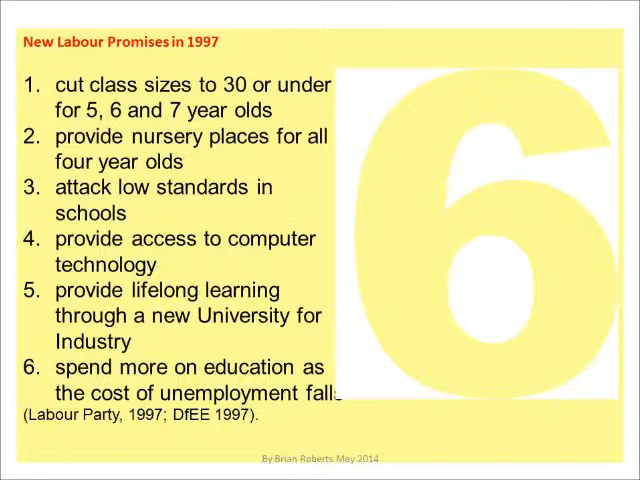 New Labour Promises in 1997
1. cut class sizes to 30 or under
for 5, 6 and 7 year olds
2. provide nursery places for all
four year olds
3. attack low standards in
schools
4. provide access to computer
technology
5. provide lifelong learning
through a new University for
Industry
6. spend more on education as
the cost of unemployment falls
(Labour Party, 1997; DfEE 1997).
6
By Brian Roberts May 2014